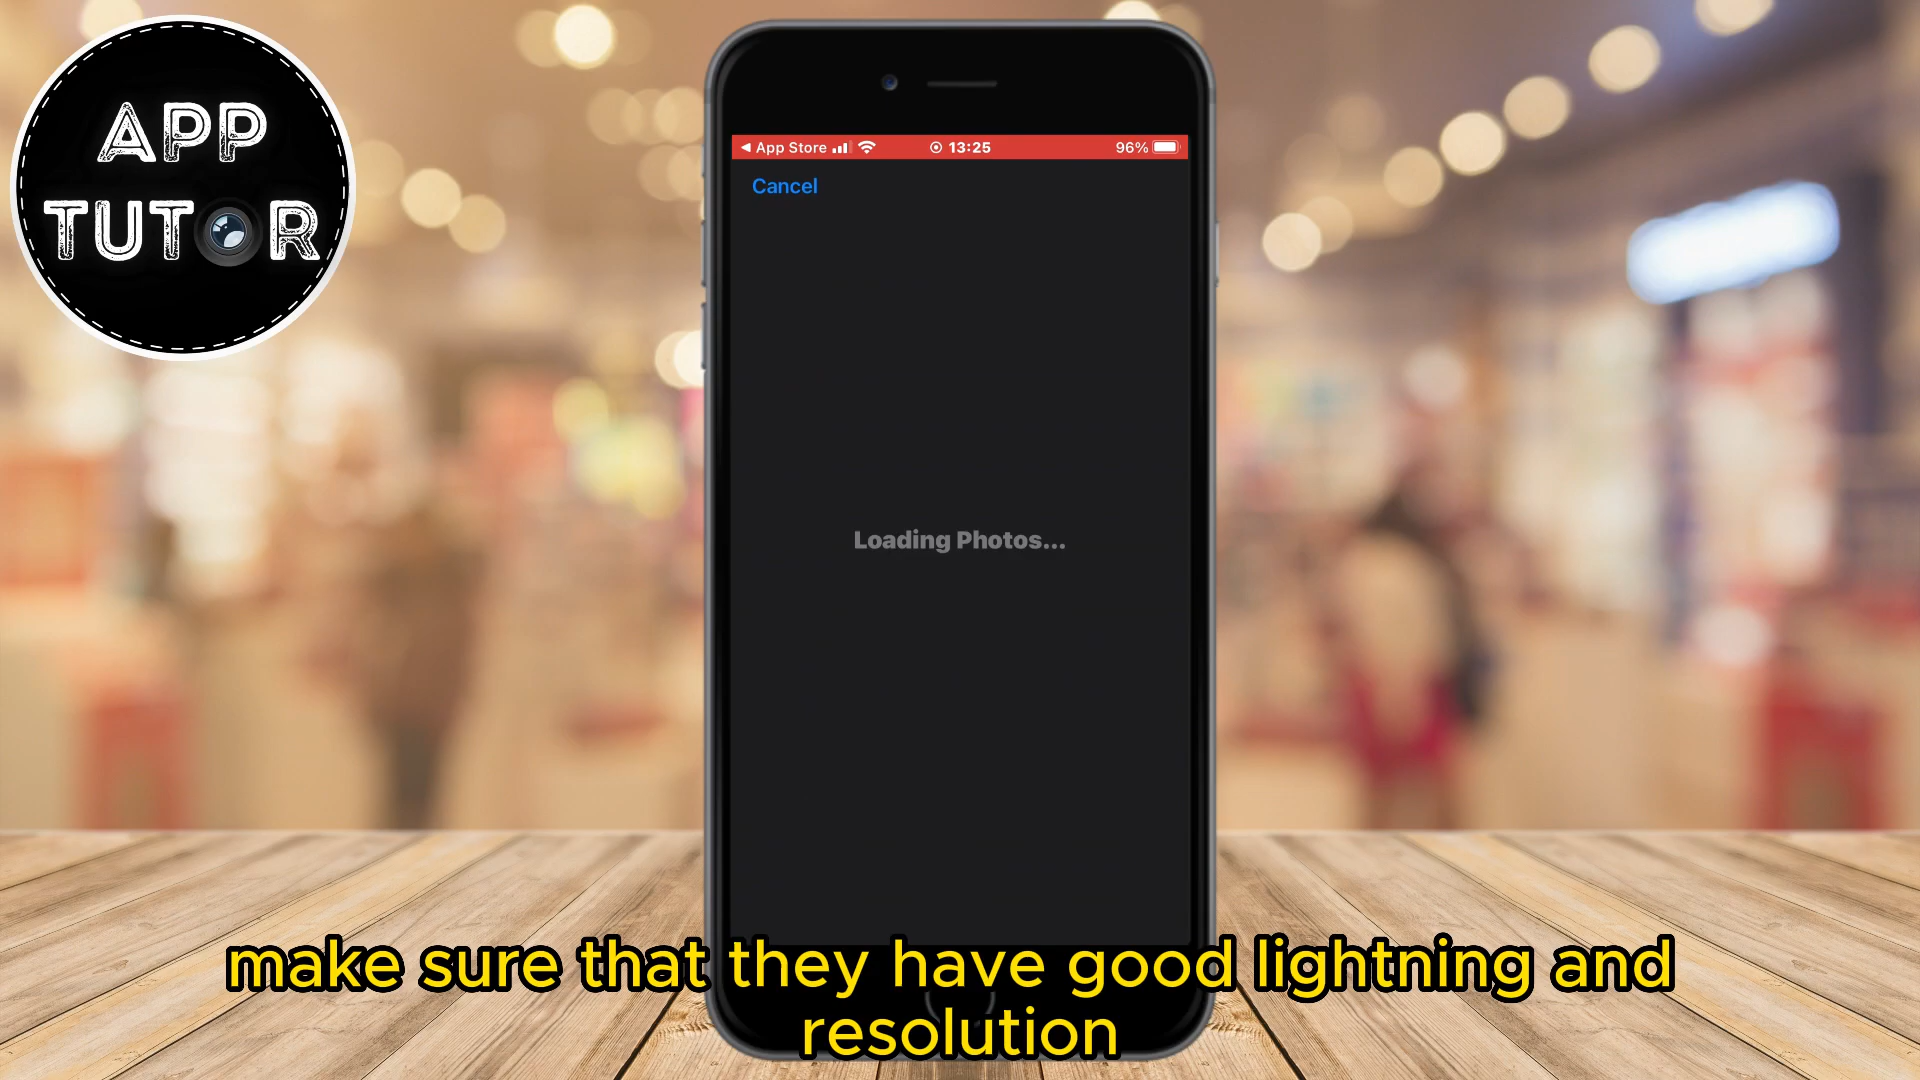 APP
TUTOR
App Store 13:25 96%
Cancel
Loading Photos...
make sure that they have good lightning and
resolution